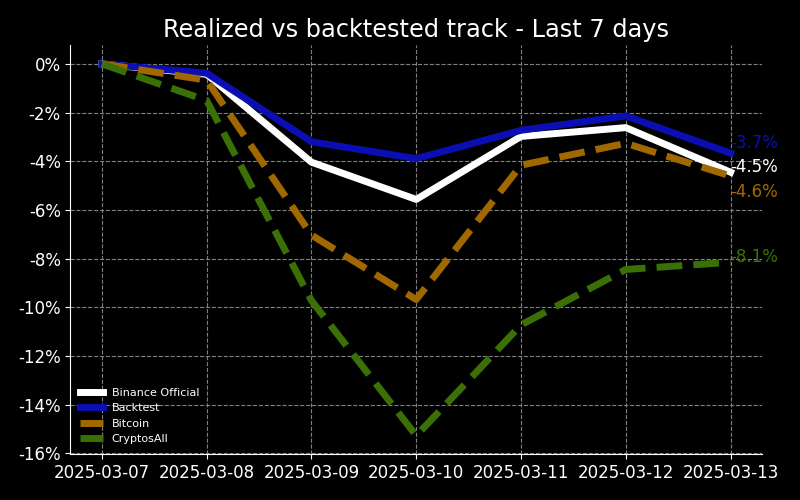 Realized vs backtested track - Last 7 days
0%
-2%
-4%
-6%
-8%
-10%
-12%
-14%
-16%
-3.7%
-4.5%
-4.6%
-8.1%
Binance Official
Backtest
Bitcoin
CryptosAll
2025-03-07 2025-03-08 2025-03-09 2025-03-10 2025-03-11 2025-03-12 2025-03-13